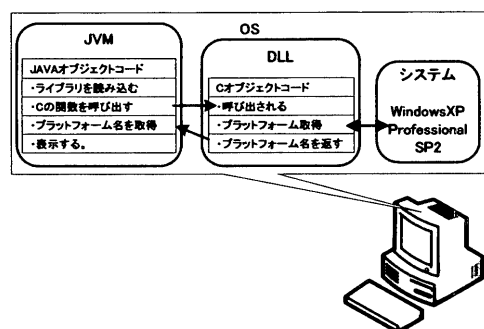 OS
JVM
JAVAオブジェクトコード
・ライブラリを読み込む
・Cの関数を呼び出す
・プラットフォーム名を取得
・表示する。
DLL
Cオブジェクトコード
・呼び出される
・プラットフォーム取得
・プラットフォーム名を返す
システム
WindowsXP
Professional
SP2